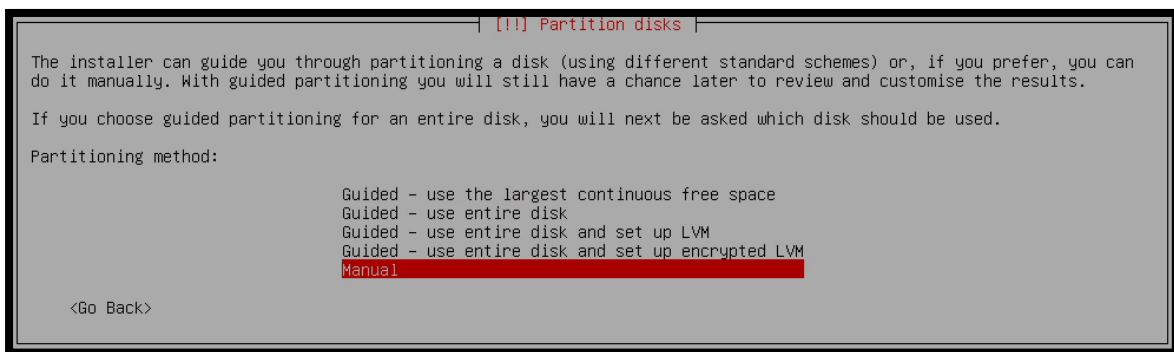 [!!] Partition disks
The installer can guide you through partitioning a disk (using different standard schemes) or, if you prefer, you can
do it manually. With guided partitioning you will still have a chance later to review and customise the results.
If you choose guided partitioning for an entire disk, you will next be asked which disk should be used.
Partitioning method:
Guided - use the largest continuous free space
Guided - use entire disk
Guided - use entire disk and set up LVM
Guided - use entire disk and set up encrypted LVM
Manual
<Go Back>